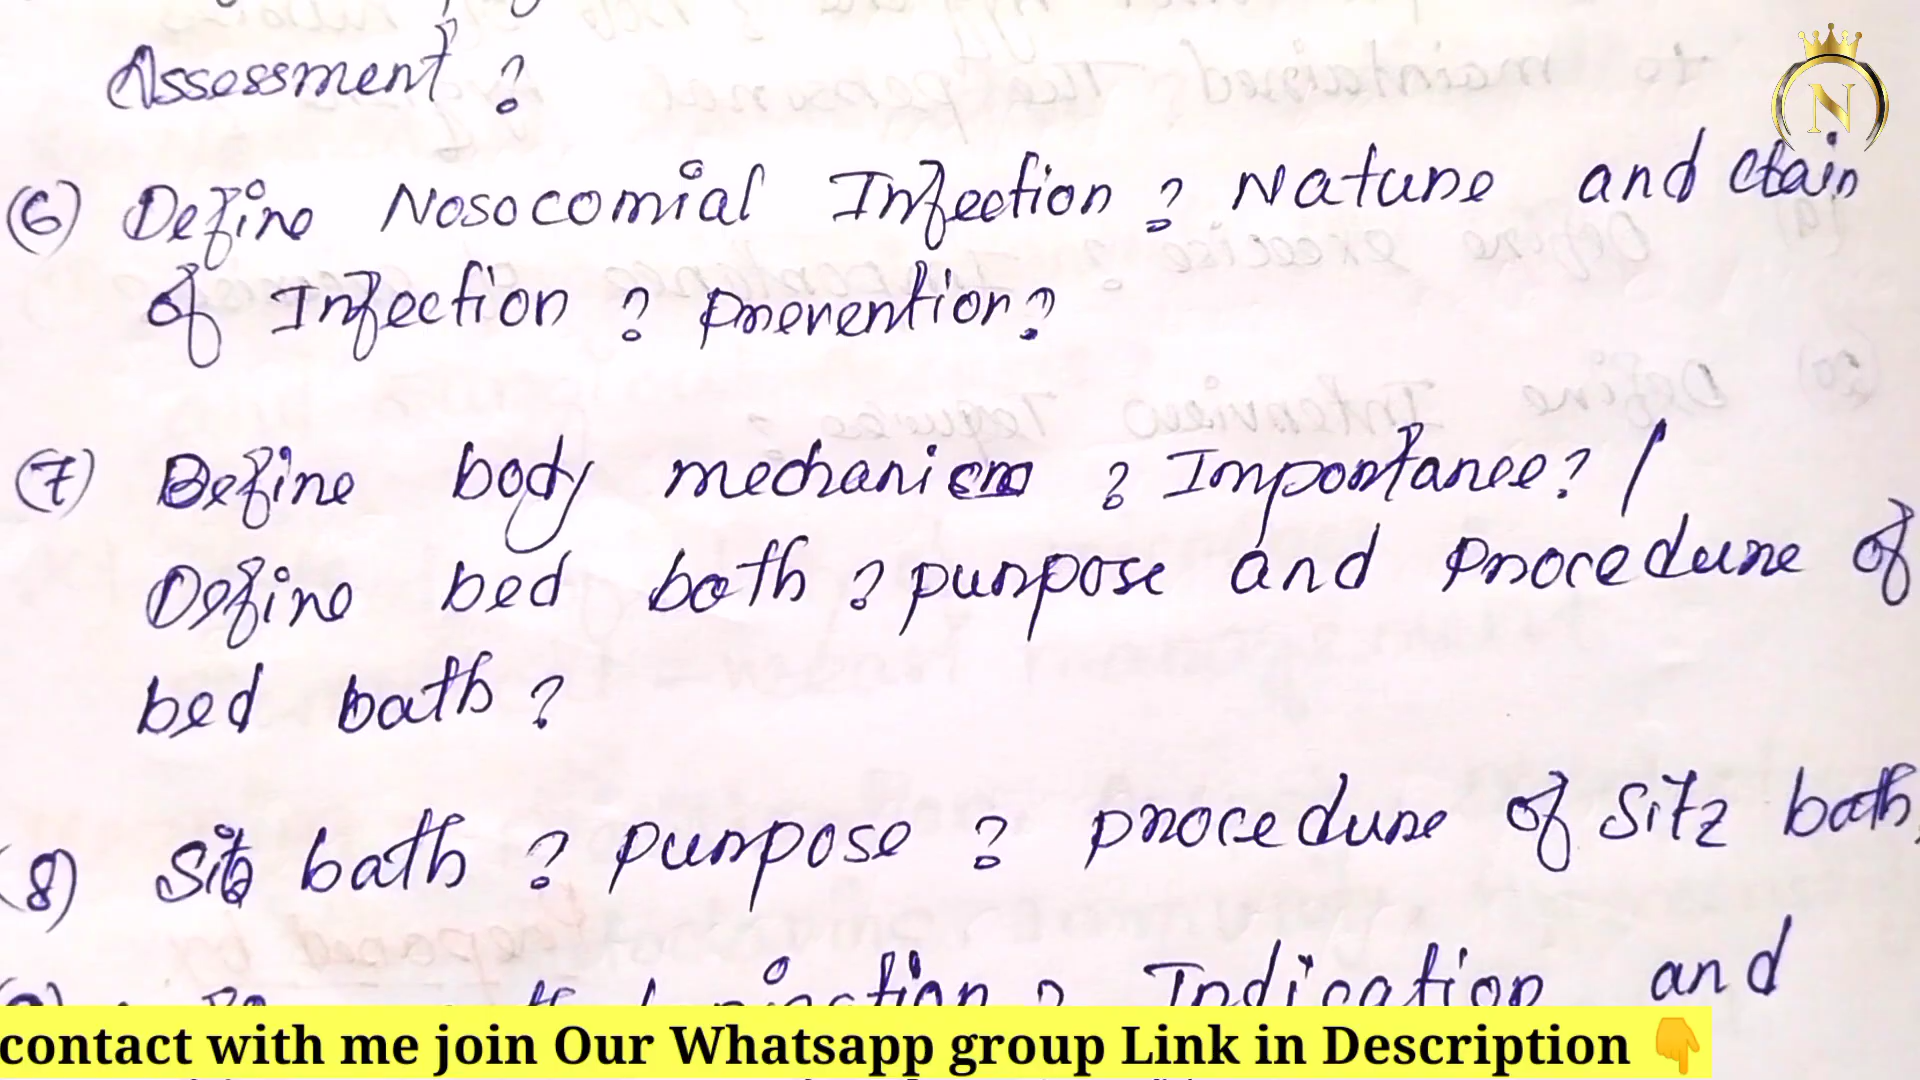 Assessment ?
(6) Define Nosocomial Infection ? Nature and Chain
of Infection ? prevention ?
(7) Define body mechanism ? Importance ? /
Define bed bath ? purpose and procedure of
bed bath ?
(8) Sitz bath ? purpose ? procedure of Sitz bath
Indication and
contact with me join Our Whatsapp group Link in Description 👇
N